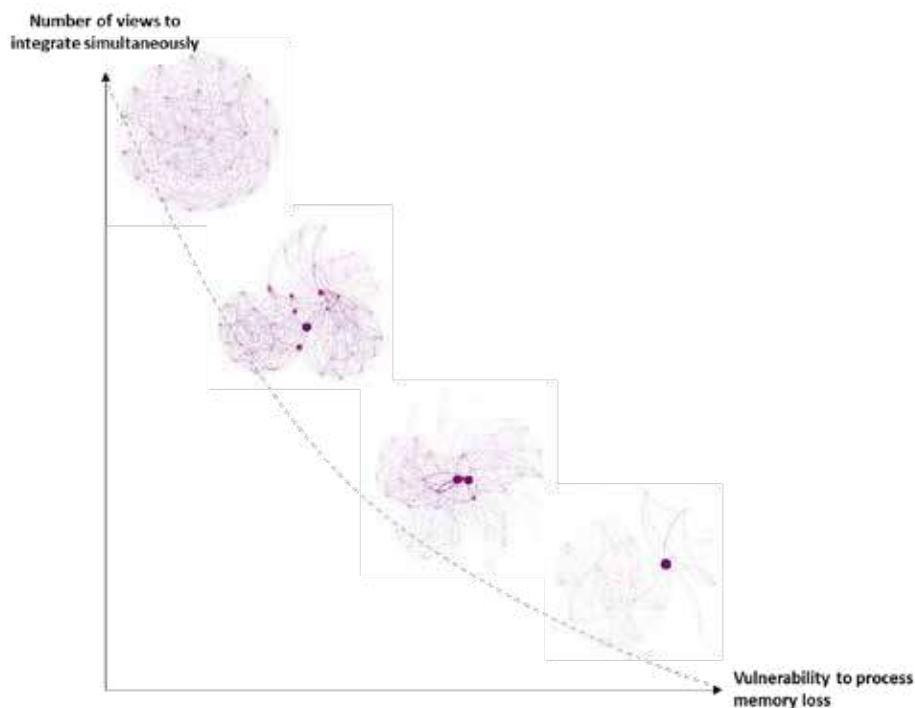 Number of views to
integrate simultaneously
Vulnerability to process
memory loss